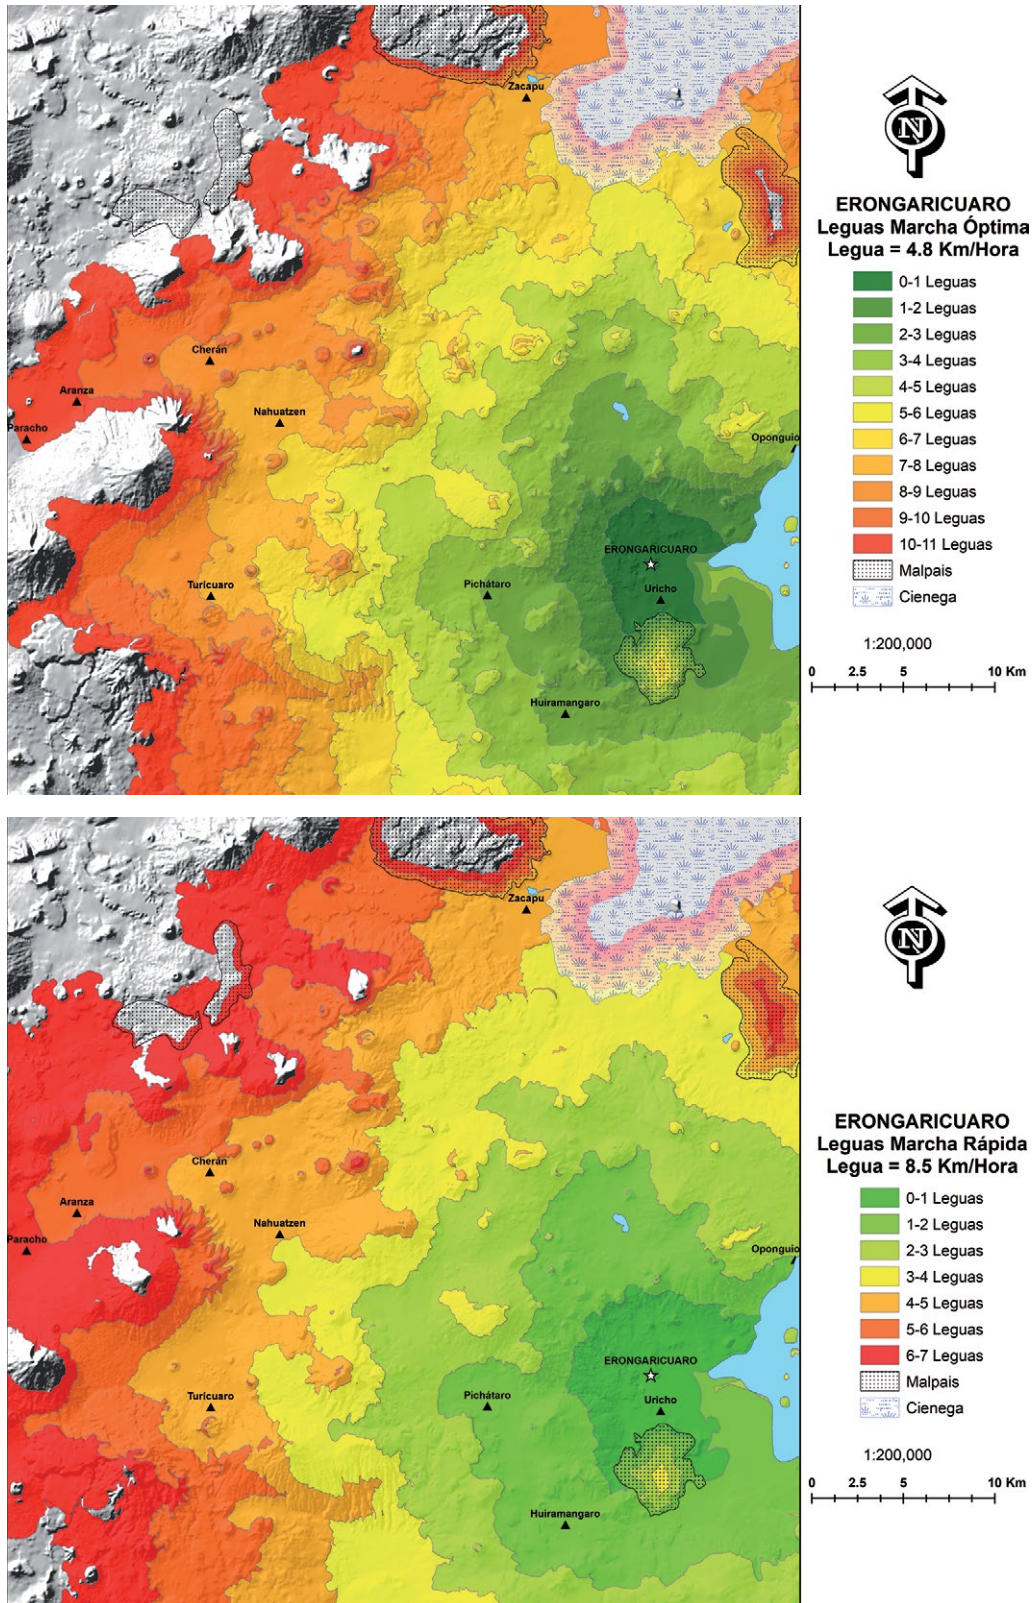 Zacapu
Cherán
Aranza
Nahuatzen
Paracho
Oponguio
ERONGARICUARO
Turicuaro
Pichátaro
Uricho
Huiramangaro
N
ERONGARICUARO
Leguas Marcha Óptima
Legua = 4.8 Km/Hora
0-1 Leguas
1-2 Leguas
2-3 Leguas
3-4 Leguas
4-5 Leguas
5-6 Leguas
6-7 Leguas
7-8 Leguas
8-9 Leguas
9-10 Leguas
10-11 Leguas
Malpais
Cienega
1:200,000
0 2.5 5 10 Km
Zacapu
Cherán
Aranza
Nahuatzen
Paracho
Oponguio
ERONGARICUARO
Turicuaro
Pichátaro
Uricho
Huiramangaro
N
ERONGARICUARO
Leguas Marcha Rápida
Legua = 8.5 Km/Hora
0-1 Leguas
1-2 Leguas
2-3 Leguas
3-4 Leguas
4-5 Leguas
5-6 Leguas
6-7 Leguas
Malpais
Cienega
1:200,000
0 2.5 5 10 Km